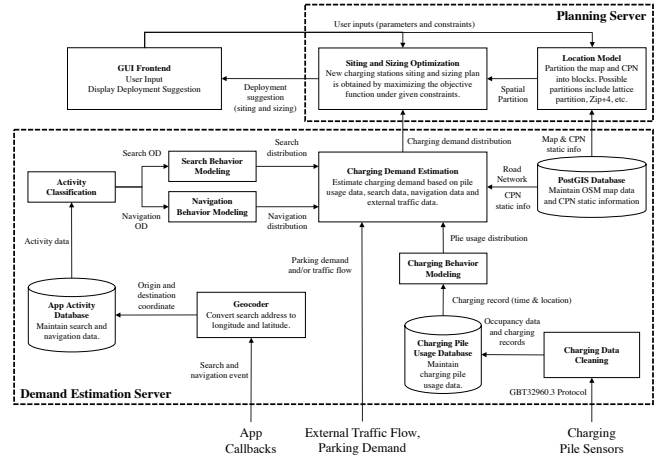 Planning Server
User inputs (parameters and constraints)
GUI Frontend
User Input
Display Deployment Suggestion
Deployment
suggestion
(siting and sizing)
Siting and Sizing Optimization
New charging stations siting and sizing plan
is obtained by maximizing the objective
function under given constraints.
Spatial
Partition
Location Model
Partition the map and CPN
into blocks. Possible
partitions include lattice
partition, Zip+4, etc.
Charging demand distribution
Map & CPN
static info
Search OD
Search Behavior
Modeling
Search
distribution
Activity
Classification
Navigation
OD
Navigation
Behavior Modeling
Navigation
distribution
Charging Demand Estimation
Estimate charging demand based on pile
usage data, search data, navigation data and
external traffic data.
Road
Network
CPN
static info
PostGIS Database
Maintain OSM map data
and CPN static information
Activity data
Parking demand
and/or traffic flow
Plie usage distribution
Charging Behavior
Modeling
Origin and
destination
coordinate
App Activity
Database
Maintain search and
navigation data.
Geocoder
Convert search address to
longitude and latitude.
Charging record (time & location)
Charging Pile
Usage Database
Maintain
charging pile
usage data.
Occupancy data
and charging
records
Charging Data
Cleaning
Search and
navigation event
GBT32960.3 Protocol
Demand Estimation Server
App
Callbacks
External Traffic Flow,
Parking Demand
Charging
Pile Sensors